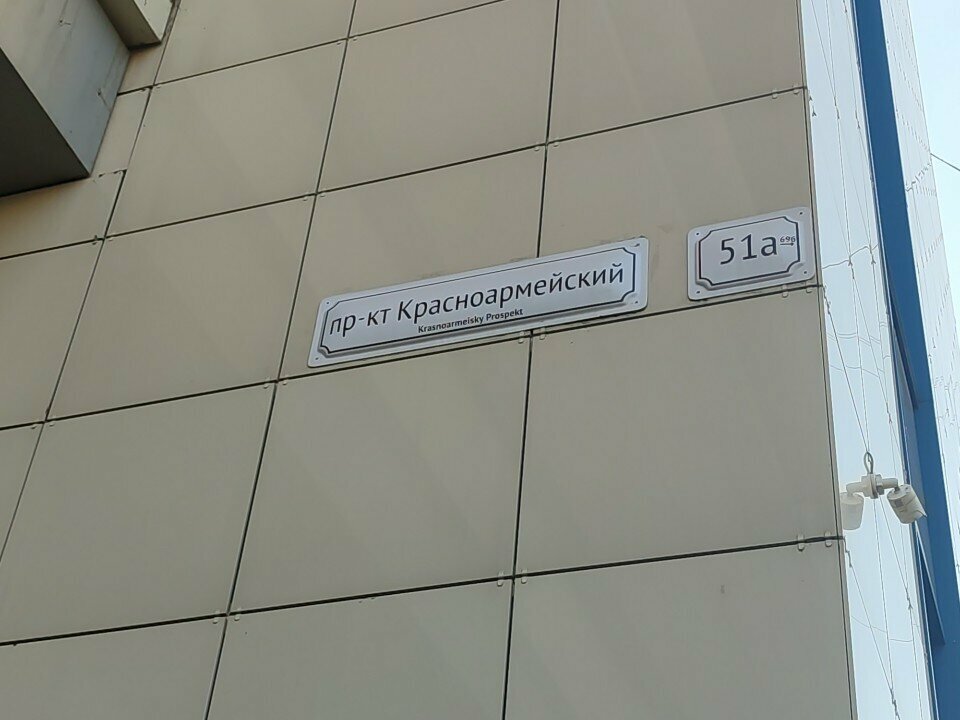 пр-кт Красноармейский
Krasnoarmeisky Prospekt
51а
69б